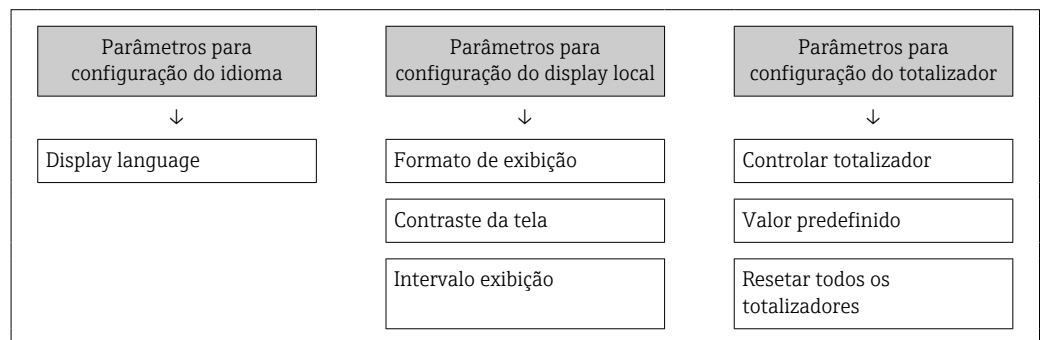 Parâmetros para
configuração do idioma
↓
Display language
Parâmetros para
configuração do display local
↓
Formato de exibição
Contraste da tela
Intervalo exibição
Parâmetros para
configuração do totalizador
↓
Controlar totalizador
Valor predefinido
Resetar todos os
totalizadores